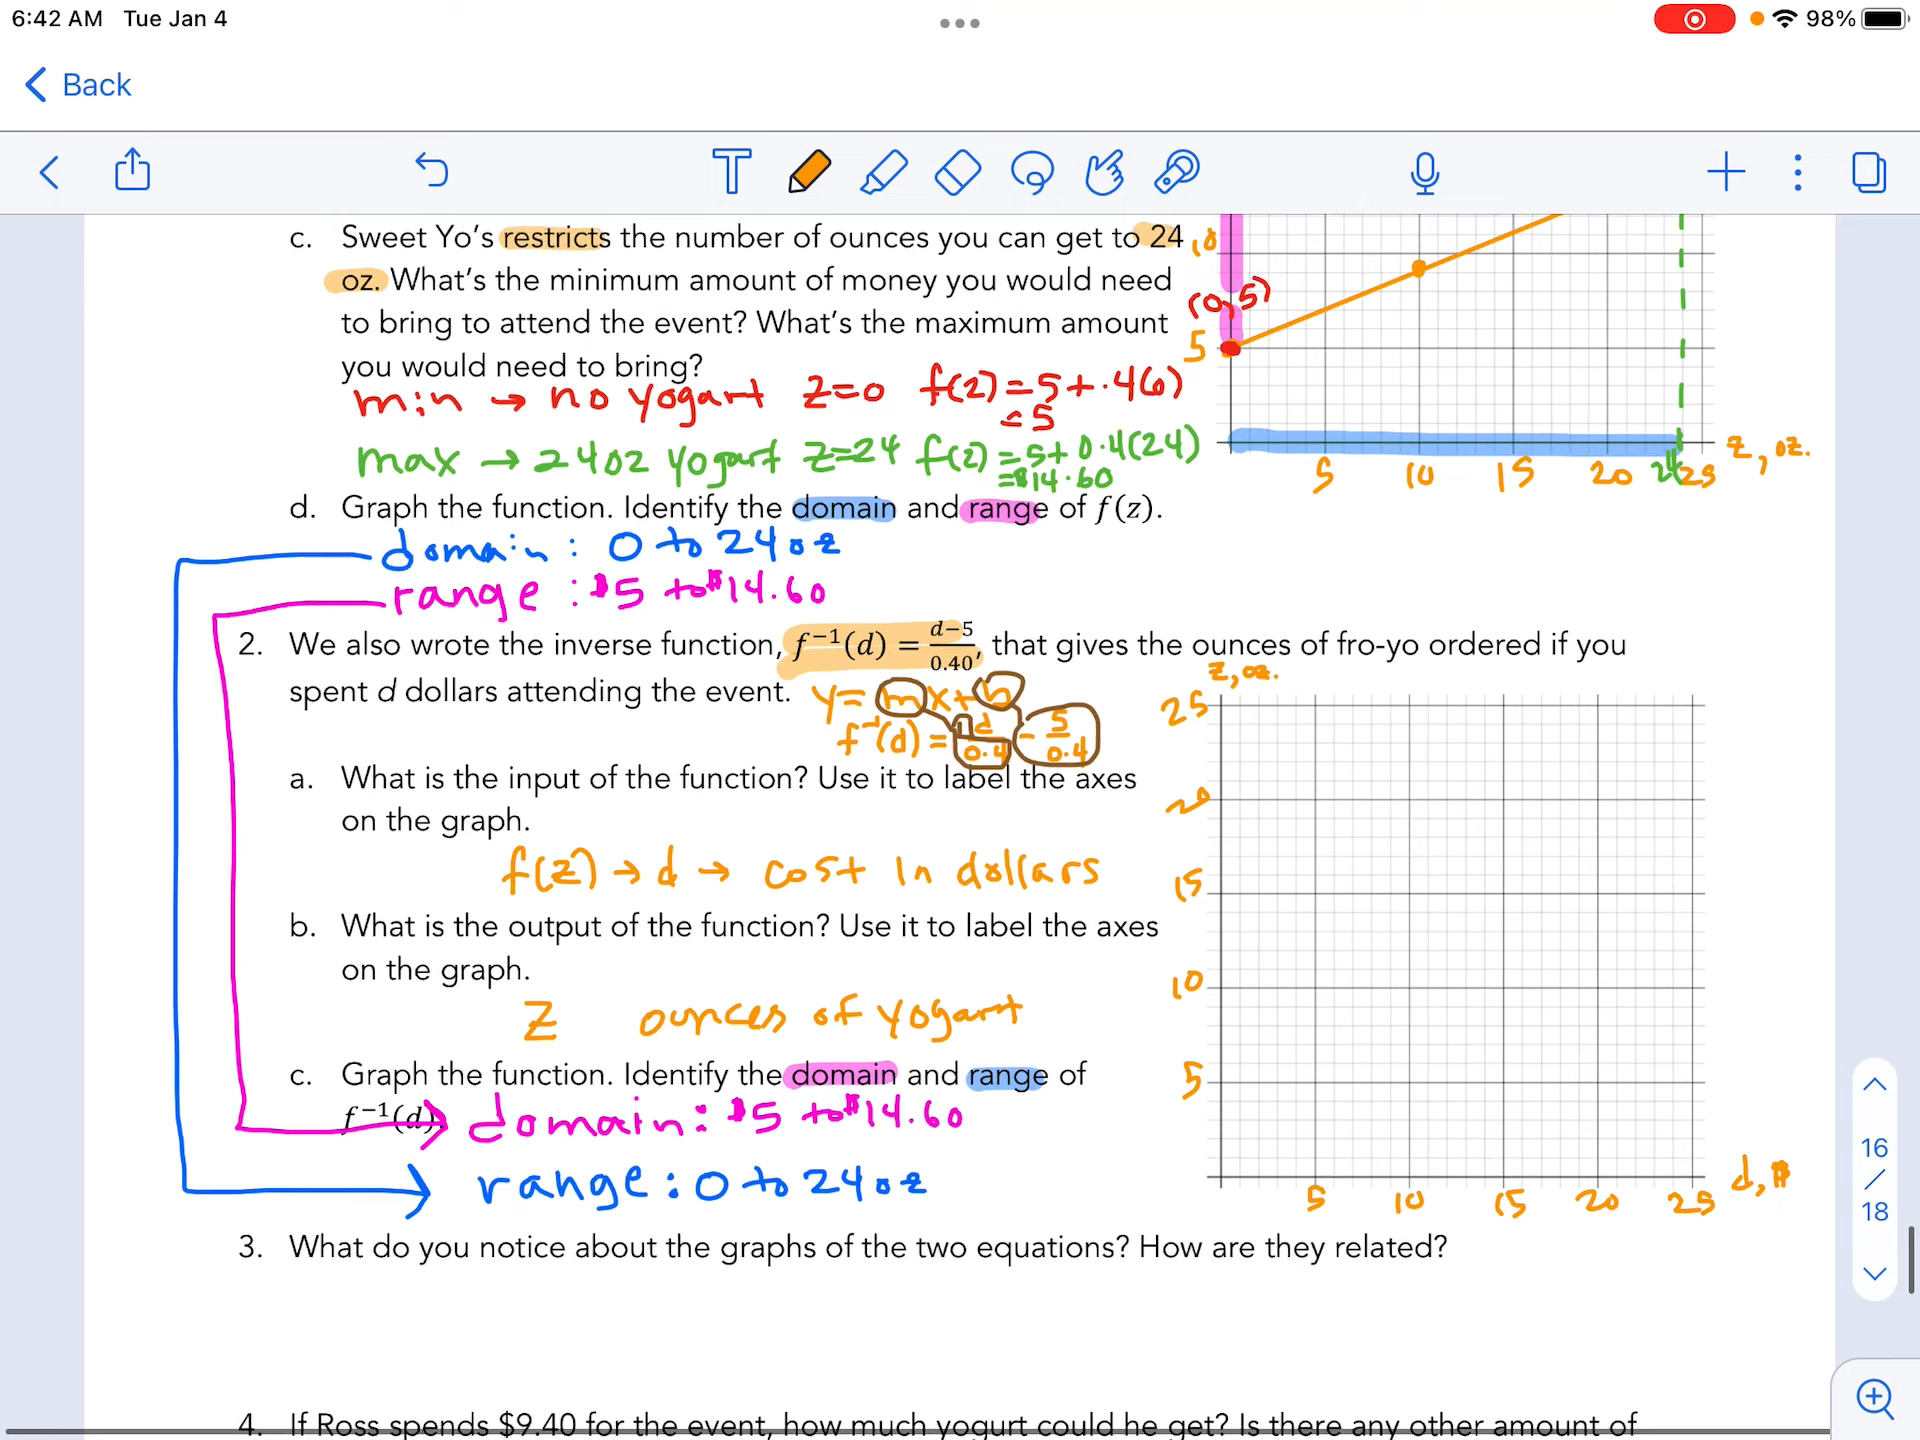 6:42 AM Tue Jan 4
98%
Back
c. Sweet Yo's restricts the number of ounces you can get to 24
oz. What's the minimum amount of money you would need
to bring to attend the event? What's the maximum amount
you would need to bring?
min → no yogart z=0 f(z)=5+.4(0)
=5
max → 24oz yogart z=24 f(z)=5+0.4(24)
=$14.60
10
(0,5)
5
5 10 15 20 24 25 z, oz.
d. Graph the function. Identify the domain and range of f(z).
domain: 0 to 24 oz
range: $5 to $14.60
2. We also wrote the inverse function, f⁻¹(d) = (d−5)/0.40, that gives the ounces of fro-yo ordered if you
spent d dollars attending the event.
y=mx+b
f⁻¹(d) = 1d/0.4 - 5/0.4
a. What is the input of the function? Use it to label the axes
on the graph.
f(z) → d → cost in dollars
b. What is the output of the function? Use it to label the axes
on the graph.
z ounces of yogart
c. Graph the function. Identify the domain and range of
f⁻¹(d)
domain: $5 to $14.60
range: 0 to 24 oz
z, oz.
25
20
15
10
5
5 10 15 20 25 d, $
3. What do you notice about the graphs of the two equations? How are they related?
4. If Ross spends $9.40 for the event, how much yogurt could he get? Is there any other amount of
16
/
18